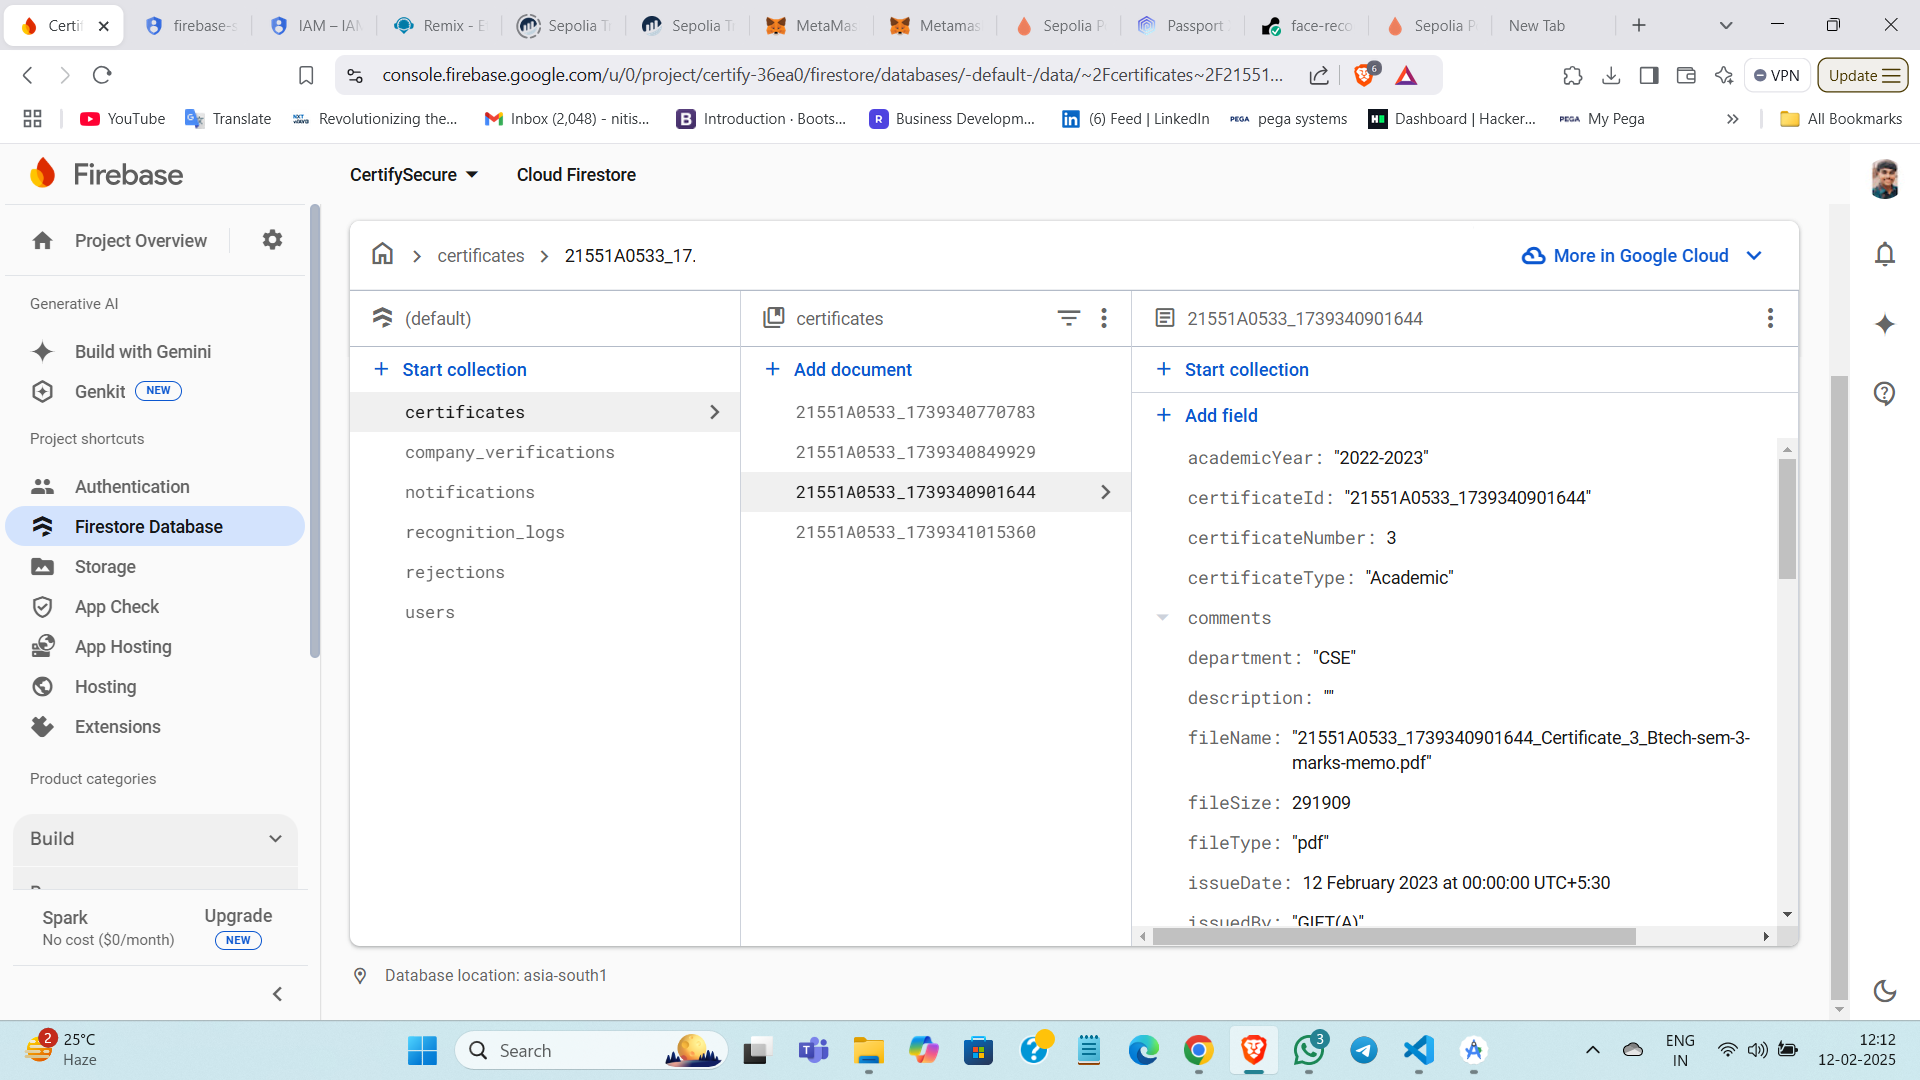 Certif
firebase-s
IAM – IAM
Remix - E
Sepolia T
Sepolia T
MetaMas
Metamas
Sepolia P
Passport
face-reco
Sepolia P
New Tab
console.firebase.google.com/u/0/project/certify-36ea0/firestore/databases/-default-/data/~2Fcertificates~2F21551...
6
VPN
Update
YouTube
Translate
Revolutionizing the...
Inbox (2,048) - nitis...
Introduction · Boots...
Business Developm...
(6) Feed | LinkedIn
PEGA pega systems
Dashboard | Hacker...
PEGA My Pega
All Bookmarks
Firebase
CertifySecure
Cloud Firestore
Project Overview
Generative AI
Build with Gemini
Genkit NEW
Project shortcuts
Authentication
Firestore Database
Storage
App Check
App Hosting
Hosting
Extensions
Product categories
Build
Spark
No cost ($0/month)
Upgrade
NEW
certificates
21551A0533_17.
More in Google Cloud
(default)
Start collection
certificates
company_verifications
notifications
recognition_logs
rejections
users
certificates
Add document
21551A0533_1739340770783
21551A0533_1739340849929
21551A0533_1739340901644
21551A0533_1739341015360
21551A0533_1739340901644
Start collection
Add field
academicYear: "2022-2023"
certificateId: "21551A0533_1739340901644"
certificateNumber: 3
certificateType: "Academic"
comments
department: "CSE"
description: ""
fileName: "21551A0533_1739340901644_Certificate_3_Btech-sem-3-
marks-memo.pdf"
fileSize: 291909
fileType: "pdf"
issueDate: 12 February 2023 at 00:00:00 UTC+5:30
issuedBy: "GIET(A)"
Database location: asia-south1
2
25°C
Haze
Search
3
ENG
IN
12:12
12-02-2025